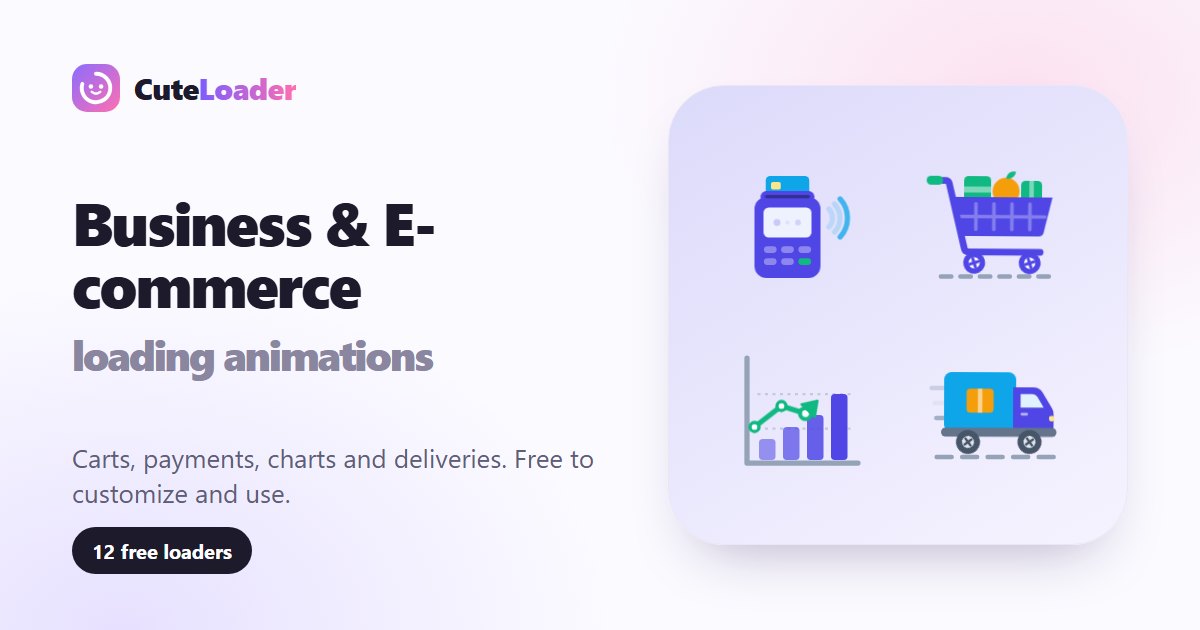 CuteLoader
Business & E-
commerce
loading animations
Carts, payments, charts and deliveries. Free to
customize and use.
12 free loaders